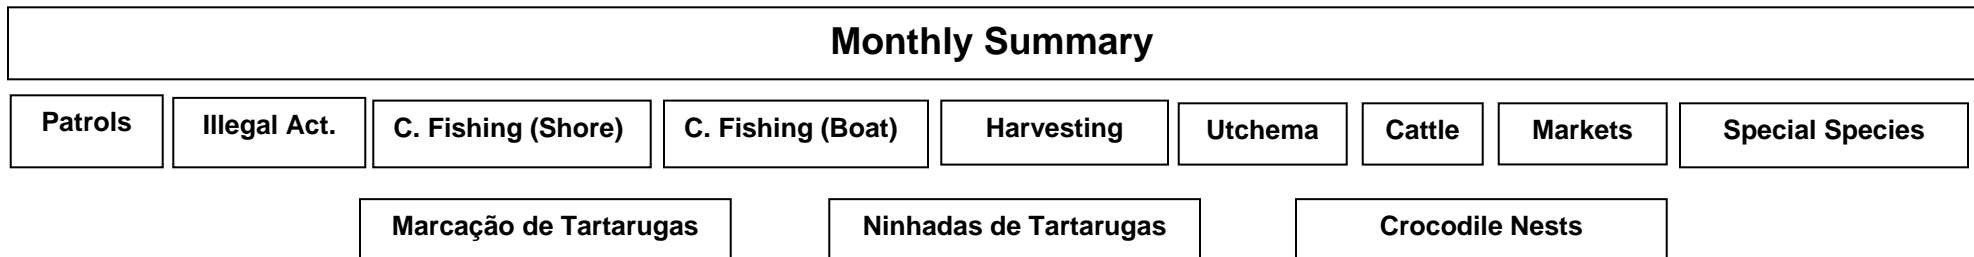 Monthly Summary
Patrols Illegal Act. C. Fishing (Shore) C. Fishing (Boat) Harvesting Utchema Cattle Markets Special Species
Marcação de Tartarugas Ninhadas de Tartarugas Crocodile Nests